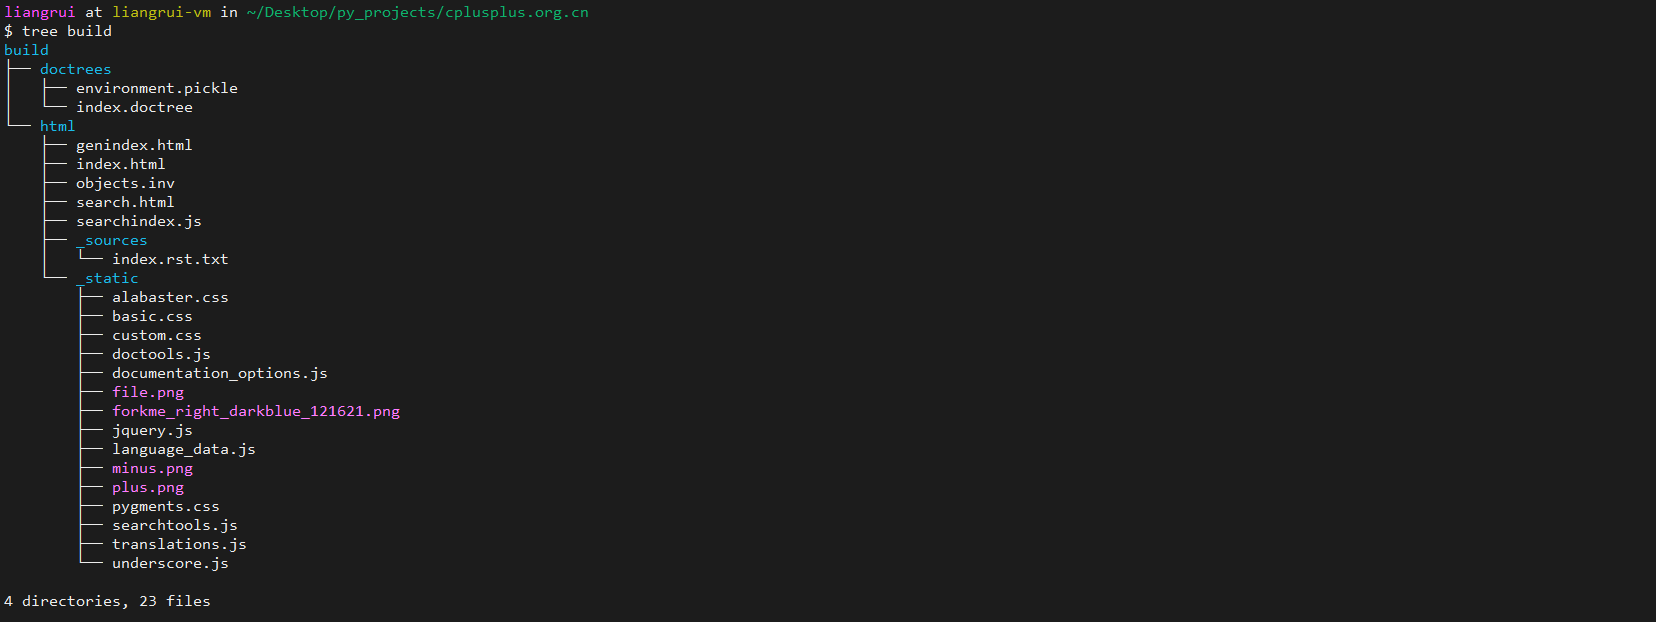 liangrui at liangrui-vm in ~/Desktop/py_projects/cplusplus.org.cn
$ tree build
build
├── doctrees
│   ├── environment.pickle
│   └── index.doctree
└── html
    ├── genindex.html
    ├── index.html
    ├── objects.inv
    ├── search.html
    ├── searchindex.js
    ├── _sources
    │   └── index.rst.txt
    └── _static
        ├── alabaster.css
        ├── basic.css
        ├── custom.css
        ├── doctools.js
        ├── documentation_options.js
        ├── file.png
        ├── forkme_right_darkblue_121621.png
        ├── jquery.js
        ├── language_data.js
        ├── minus.png
        ├── plus.png
        ├── pygments.css
        ├── searchtools.js
        ├── translations.js
        └── underscore.js

4 directories, 23 files